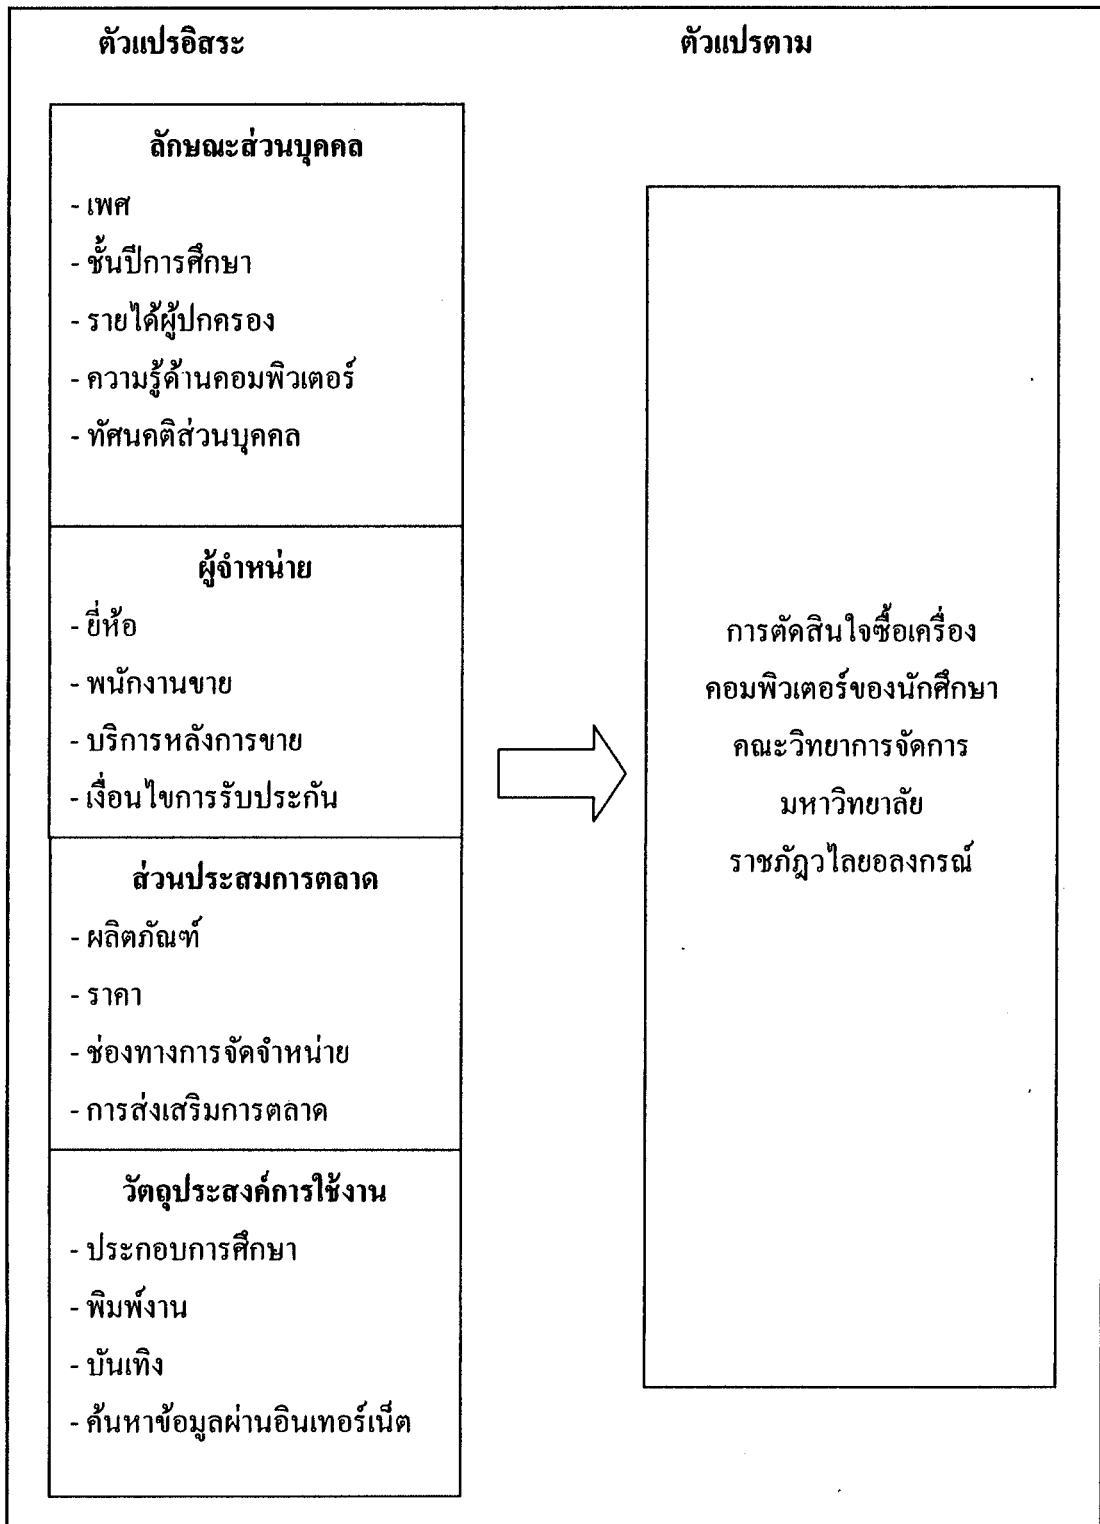 ตัวแปรอิสระ
ตัวแปรตาม
ลักษณะส่วนบุคคล
- เพศ
- ชั้นปีการศึกษา
- รายได้ผู้ปกครอง
- ความรู้ด้านคอมพิวเตอร์
- ทัศนคติส่วนบุคคล
ผู้จำหน่าย
- ยี่ห้อ
- พนักงานขาย
- บริการหลังการขาย
- เงื่อนไขการรับประกัน
ส่วนประสมการตลาด
- ผลิตภัณฑ์
- ราคา
- ช่องทางการจัดจำหน่าย
- การส่งเสริมการตลาด
วัตถุประสงค์การใช้งาน
- ประกอบการศึกษา
- พิมพ์งาน
- บันเทิง
- ค้นหาข้อมูลผ่านอินเทอร์เน็ต
การตัดสินใจซื้อเครื่อง
คอมพิวเตอร์ของนักศึกษา
คณะวิทยาการจัดการ
มหาวิทยาลัย
ราชภัฎวไลยอลงกรณ์